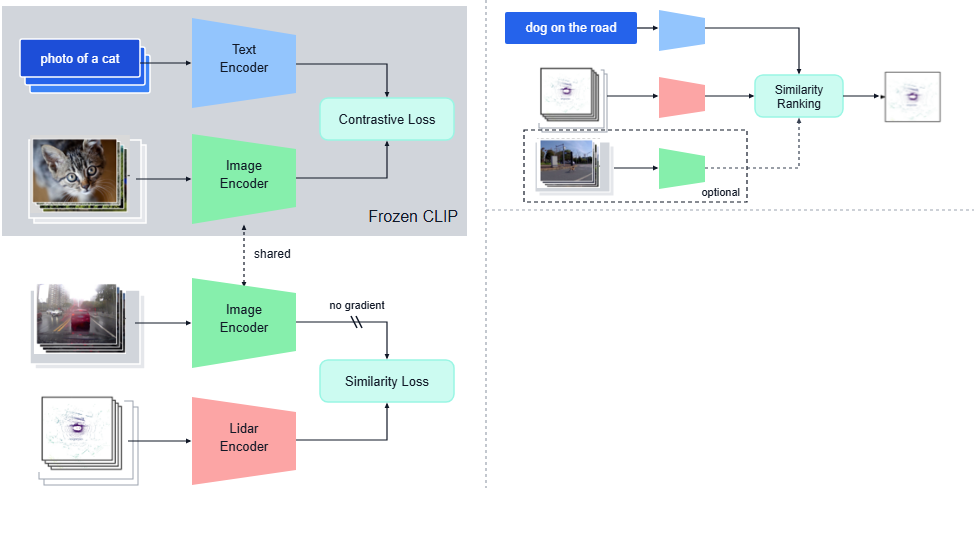 photo of a cat
Text
Encoder
Contrastive Loss
Image
Encoder
Frozen CLIP
shared
Image
Encoder
no gradient
Similarity Loss
Lidar
Encoder
dog on the road
Similarity
Ranking
optional